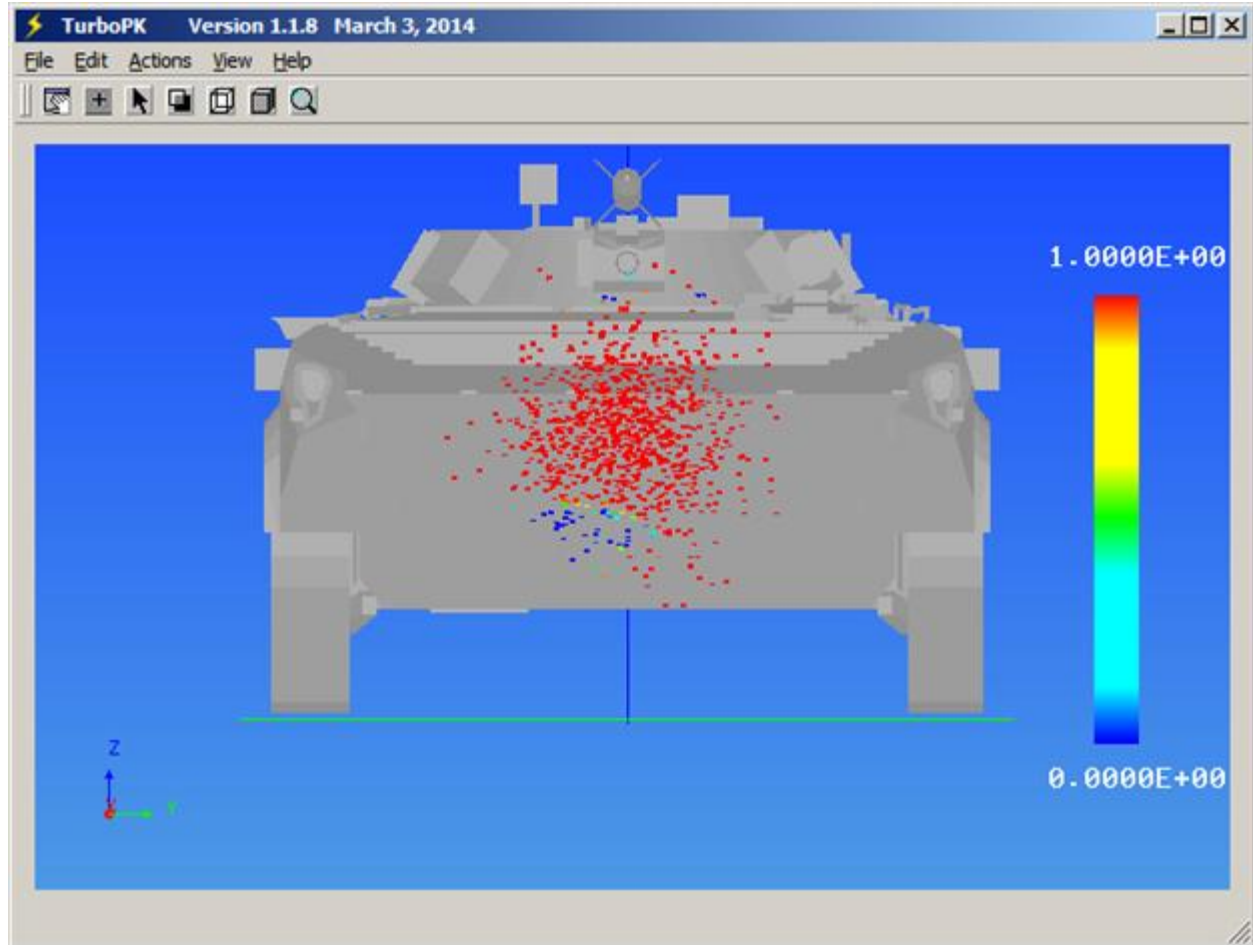 TurboPK Version 1.1.8 March 3, 2014
File Edit Actions View Help
1.0000E+00
0.0000E+00
Z
X Y